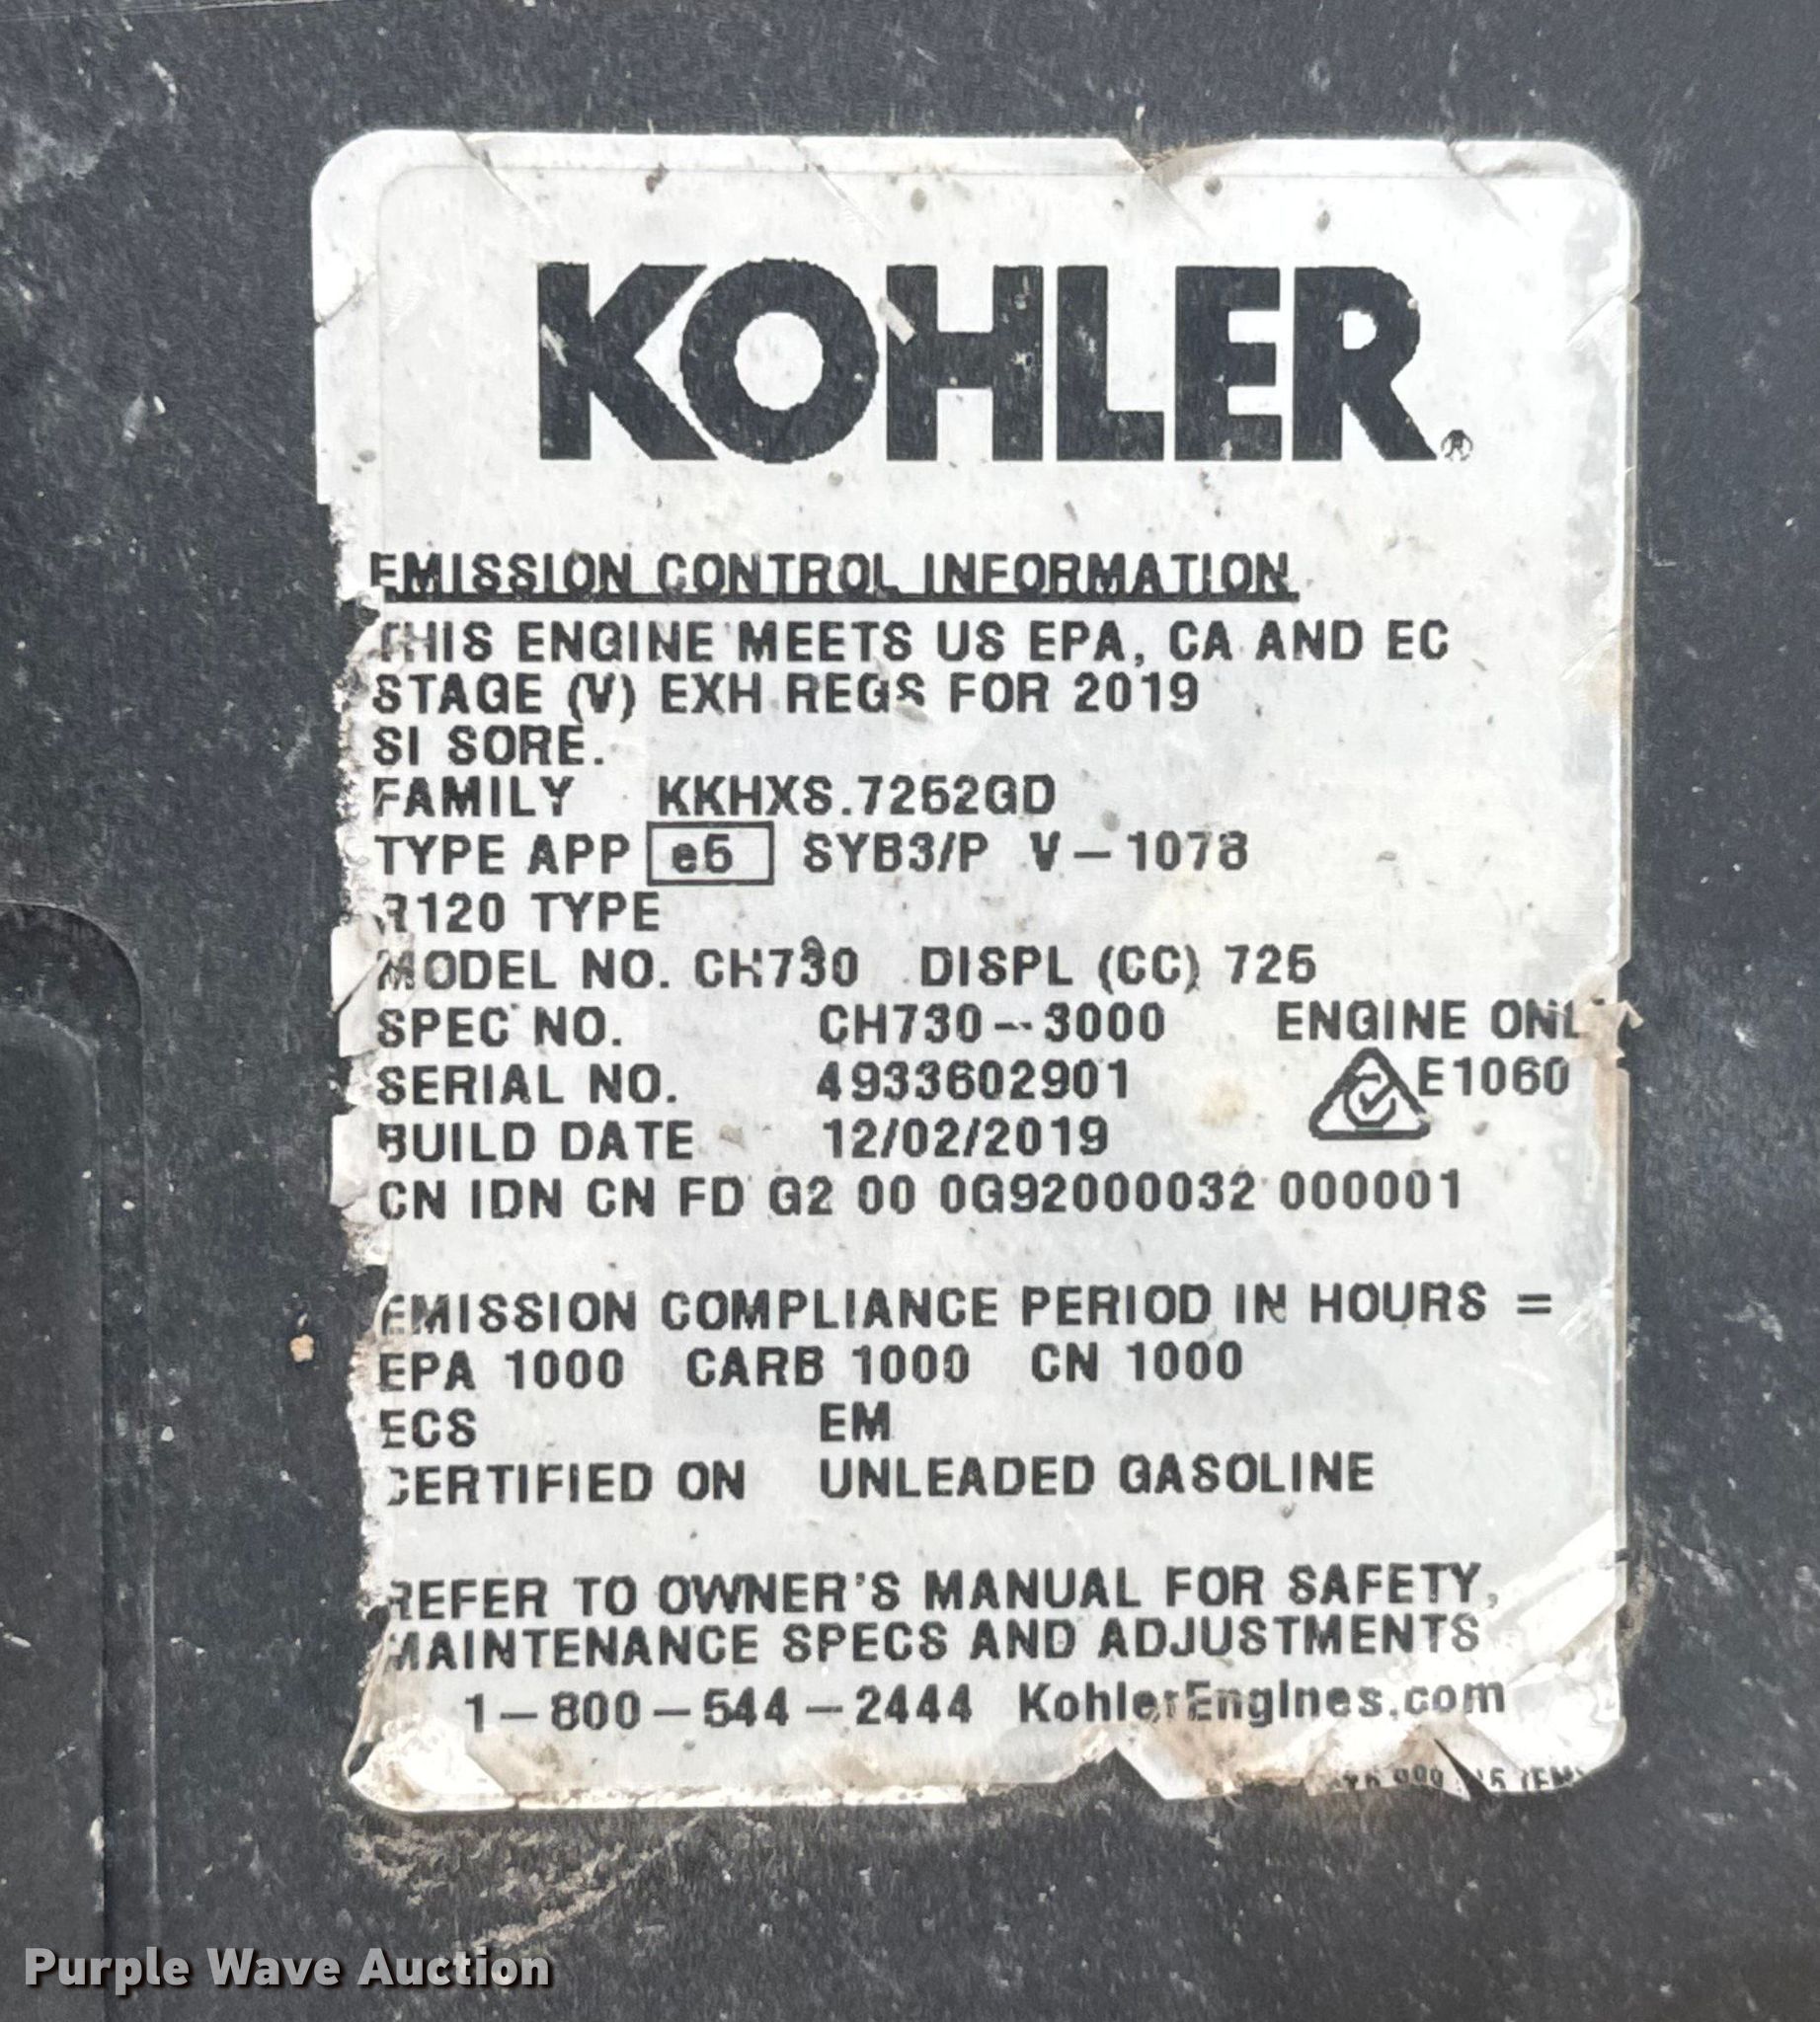 KOHLER®
EMISSION CONTROL INFORMATION
THIS ENGINE MEETS US EPA, CA AND EC
STAGE (V) EXH REGS FOR 2019
SI SORE.
FAMILY KKHXS.7252GD
TYPE APP e5 SYB3/P V-1078
R120 TYPE
MODEL NO. CH730 DISPL (CC) 725
SPEC NO. CH730-3000 ENGINE ONLY
SERIAL NO. 4933602901 E1060
BUILD DATE 12/02/2019
CN IDN CN FD G2 00 0G92000032 000001
EMISSION COMPLIANCE PERIOD IN HOURS =
EPA 1000 CARB 1000 CN 1000
ECS EM
CERTIFIED ON UNLEADED GASOLINE
REFER TO OWNER'S MANUAL FOR SAFETY,
MAINTENANCE SPECS AND ADJUSTMENTS
1-800-544-2444 KohlerEngines.com
Purple Wave Auction